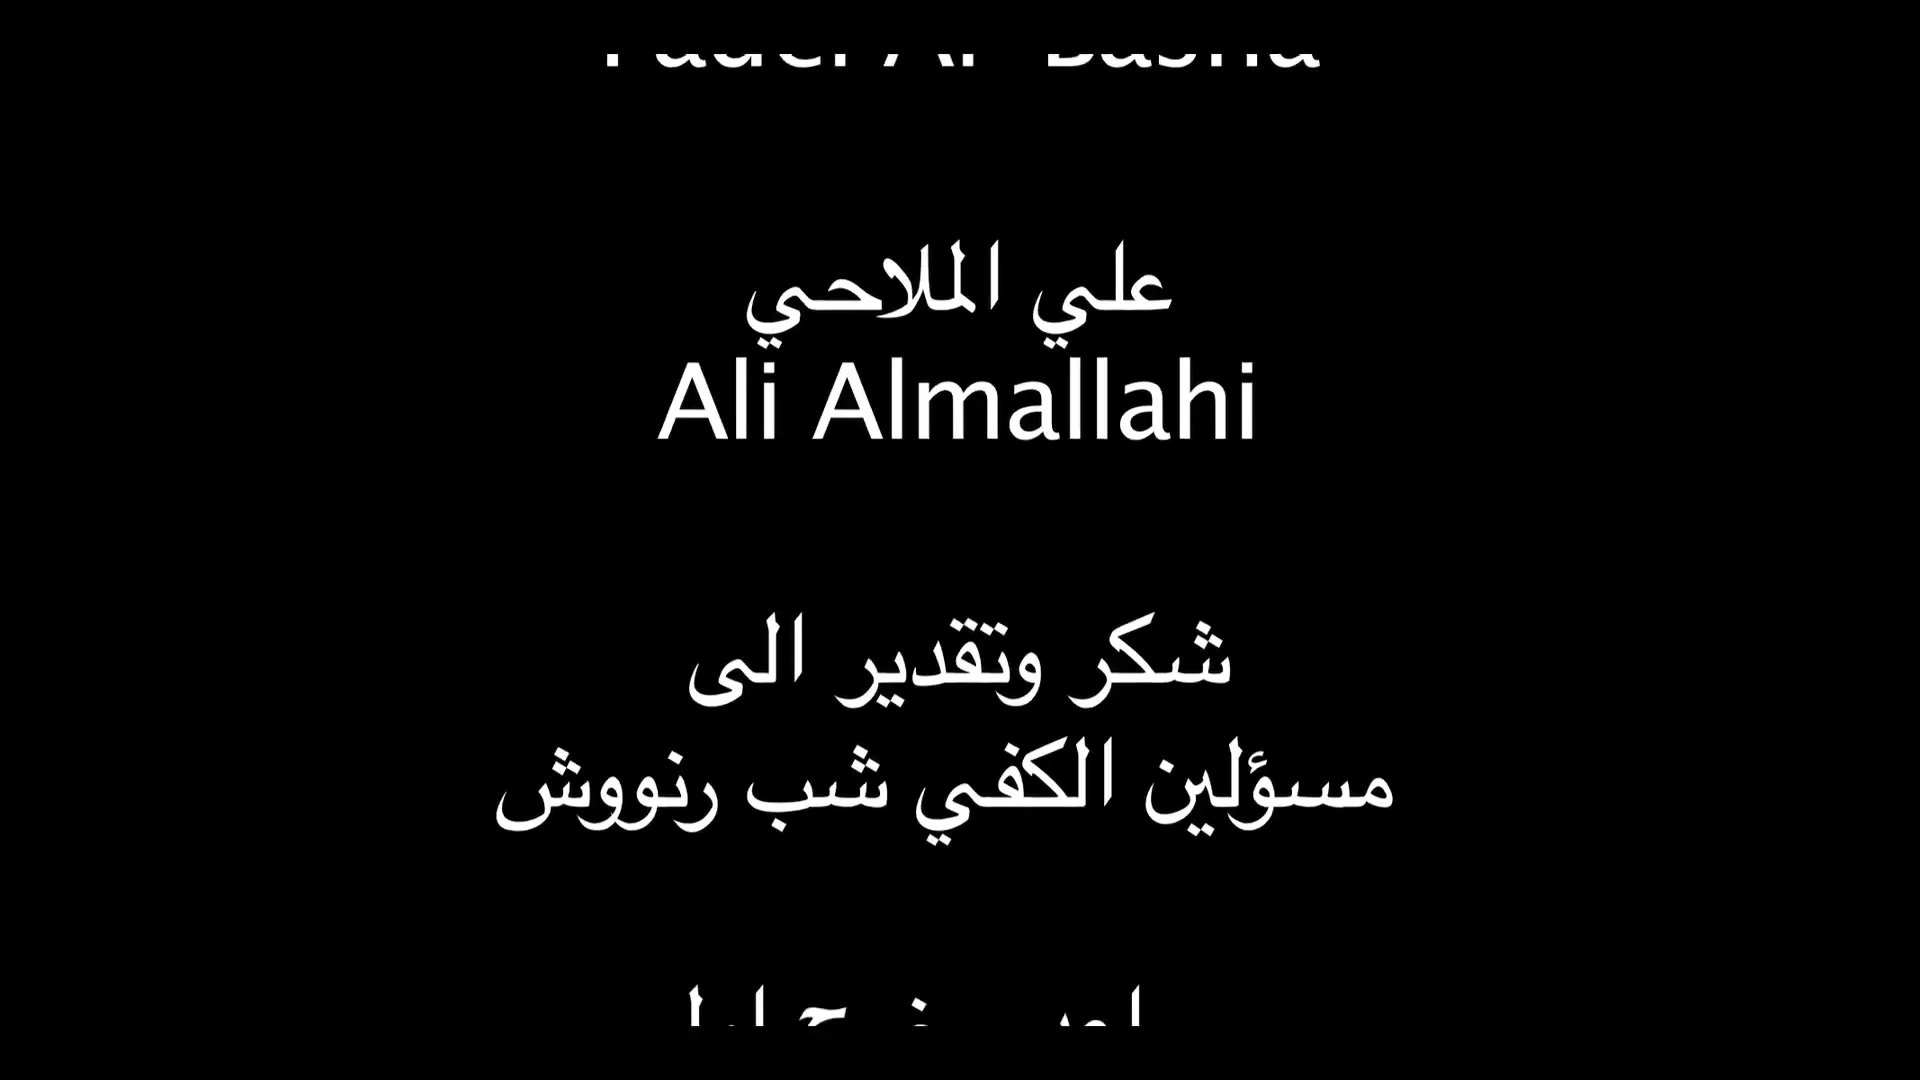 علي الملاحي
Ali Almallahi
شكر وتقدير الى
مسؤلين الكفي شب رنووش